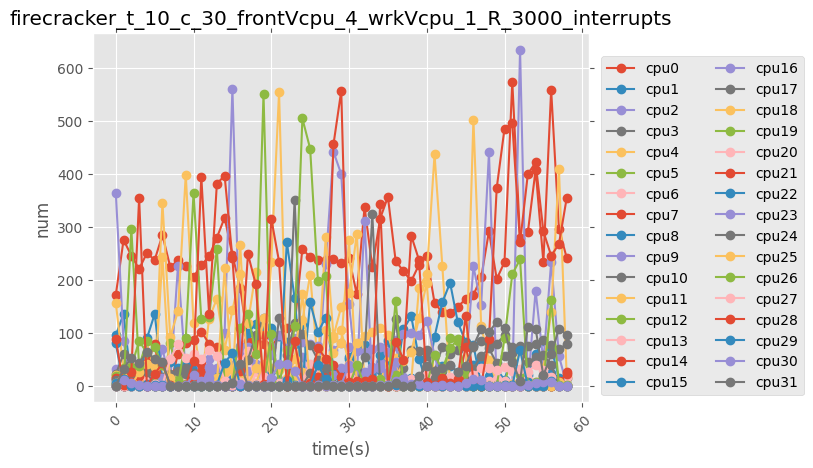 firecracker_t_10_c_30_frontVcpu_4_wrkVcpu_1_R_3000_interrupts
600
500
400
300
200
100
0
num
0
10
20
30
40
50
60
time(s)
cpu0
cpu1
cpu2
cpu3
cpu4
cpu5
cpu6
cpu7
cpu8
cpu9
cpu10
cpu11
cpu12
cpu13
cpu14
cpu15
cpu16
cpu17
cpu18
cpu19
cpu20
cpu21
cpu22
cpu23
cpu24
cpu25
cpu26
cpu27
cpu28
cpu29
cpu30
cpu31